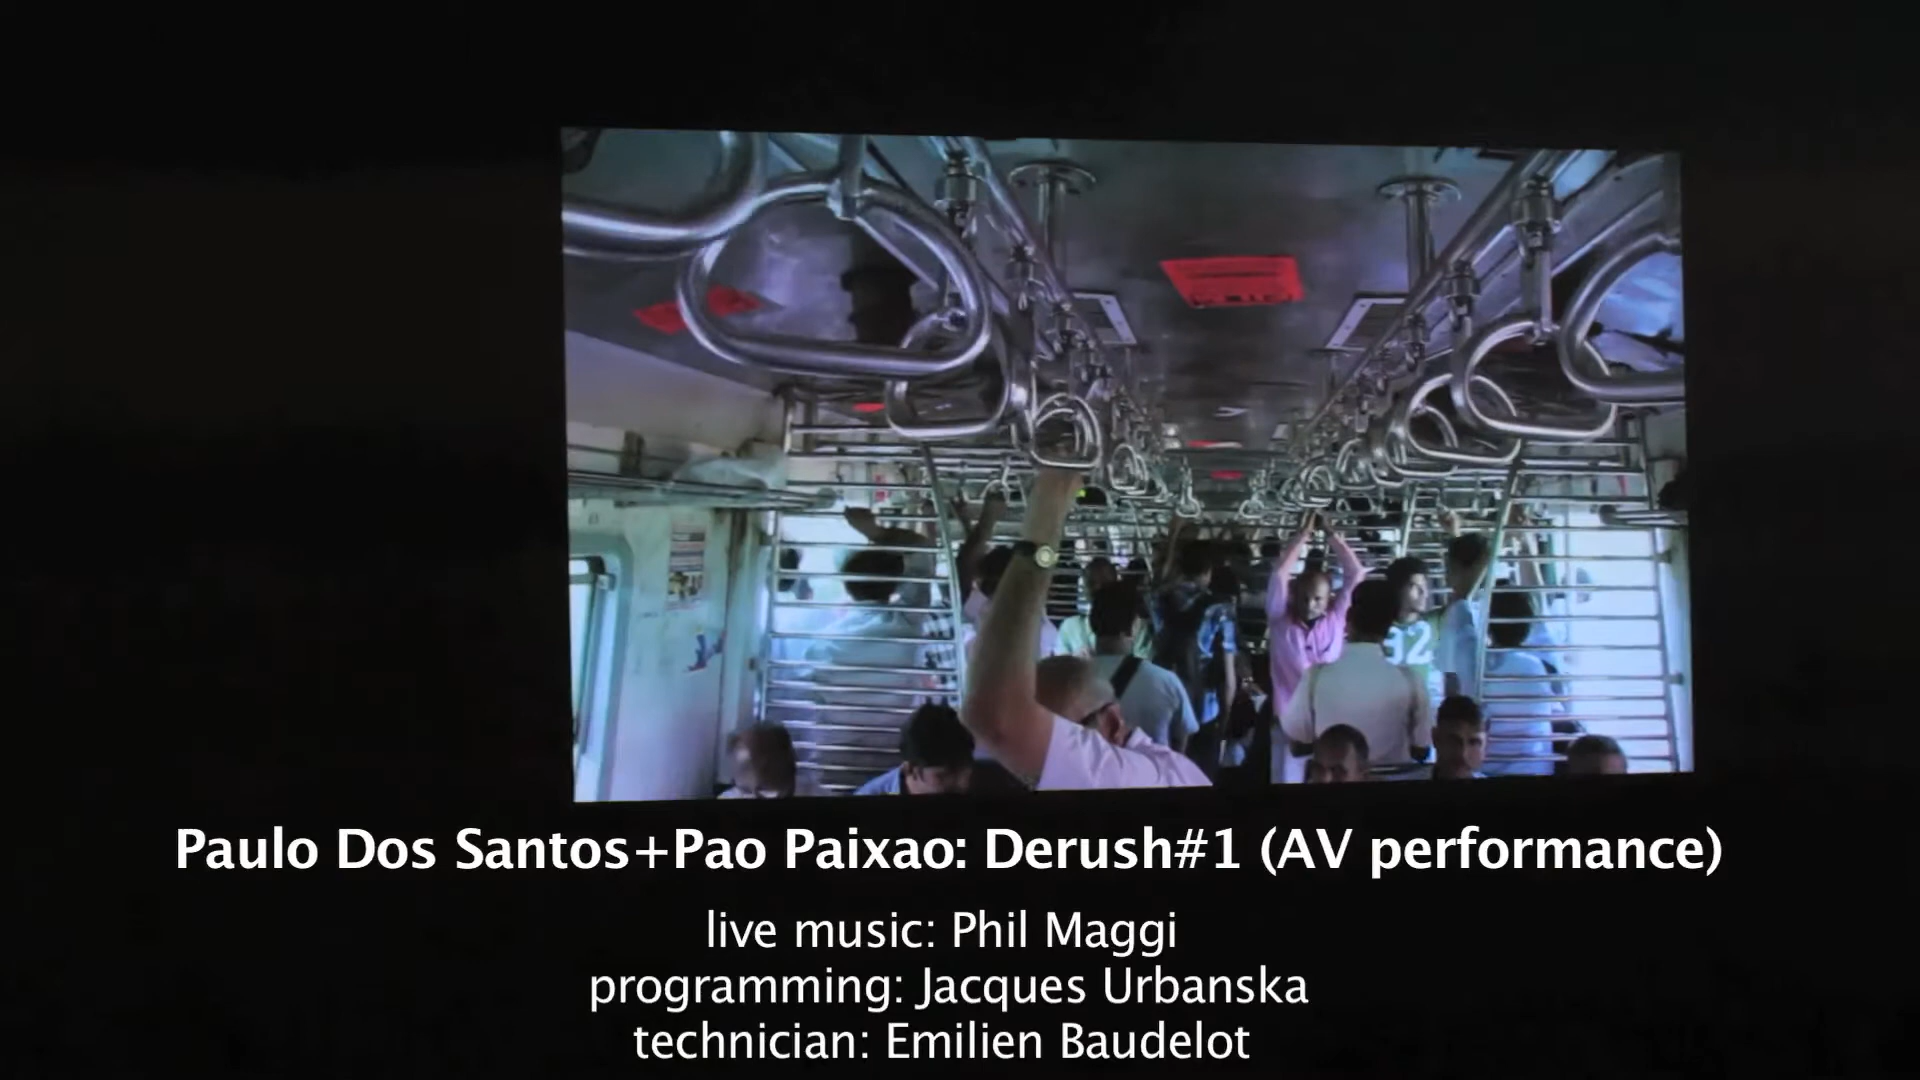 92
Paulo Dos Santos+Pao Paixao: Derush#1 (AV performance)
live music: Phil Maggi
programming: Jacques Urbanska
technician: Emilien Baudelot